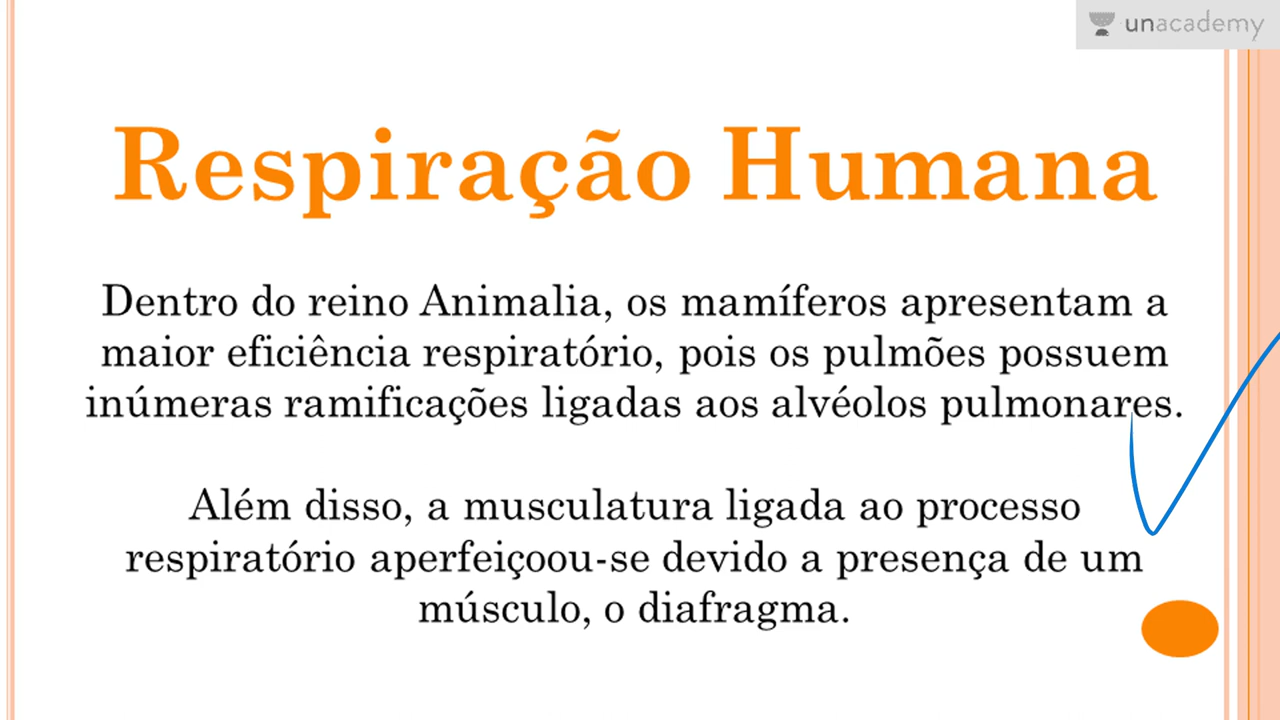 unacademy
Respiração Humana
Dentro do reino Animalia, os mamíferos apresentam a
maior eficiência respiratório, pois os pulmões possuem
inúmeras ramificações ligadas aos alvéolos pulmonares.
Além disso, a musculatura ligada ao processo
respiratório aperfeiçoou-se devido a presença de um
músculo, o diafragma.